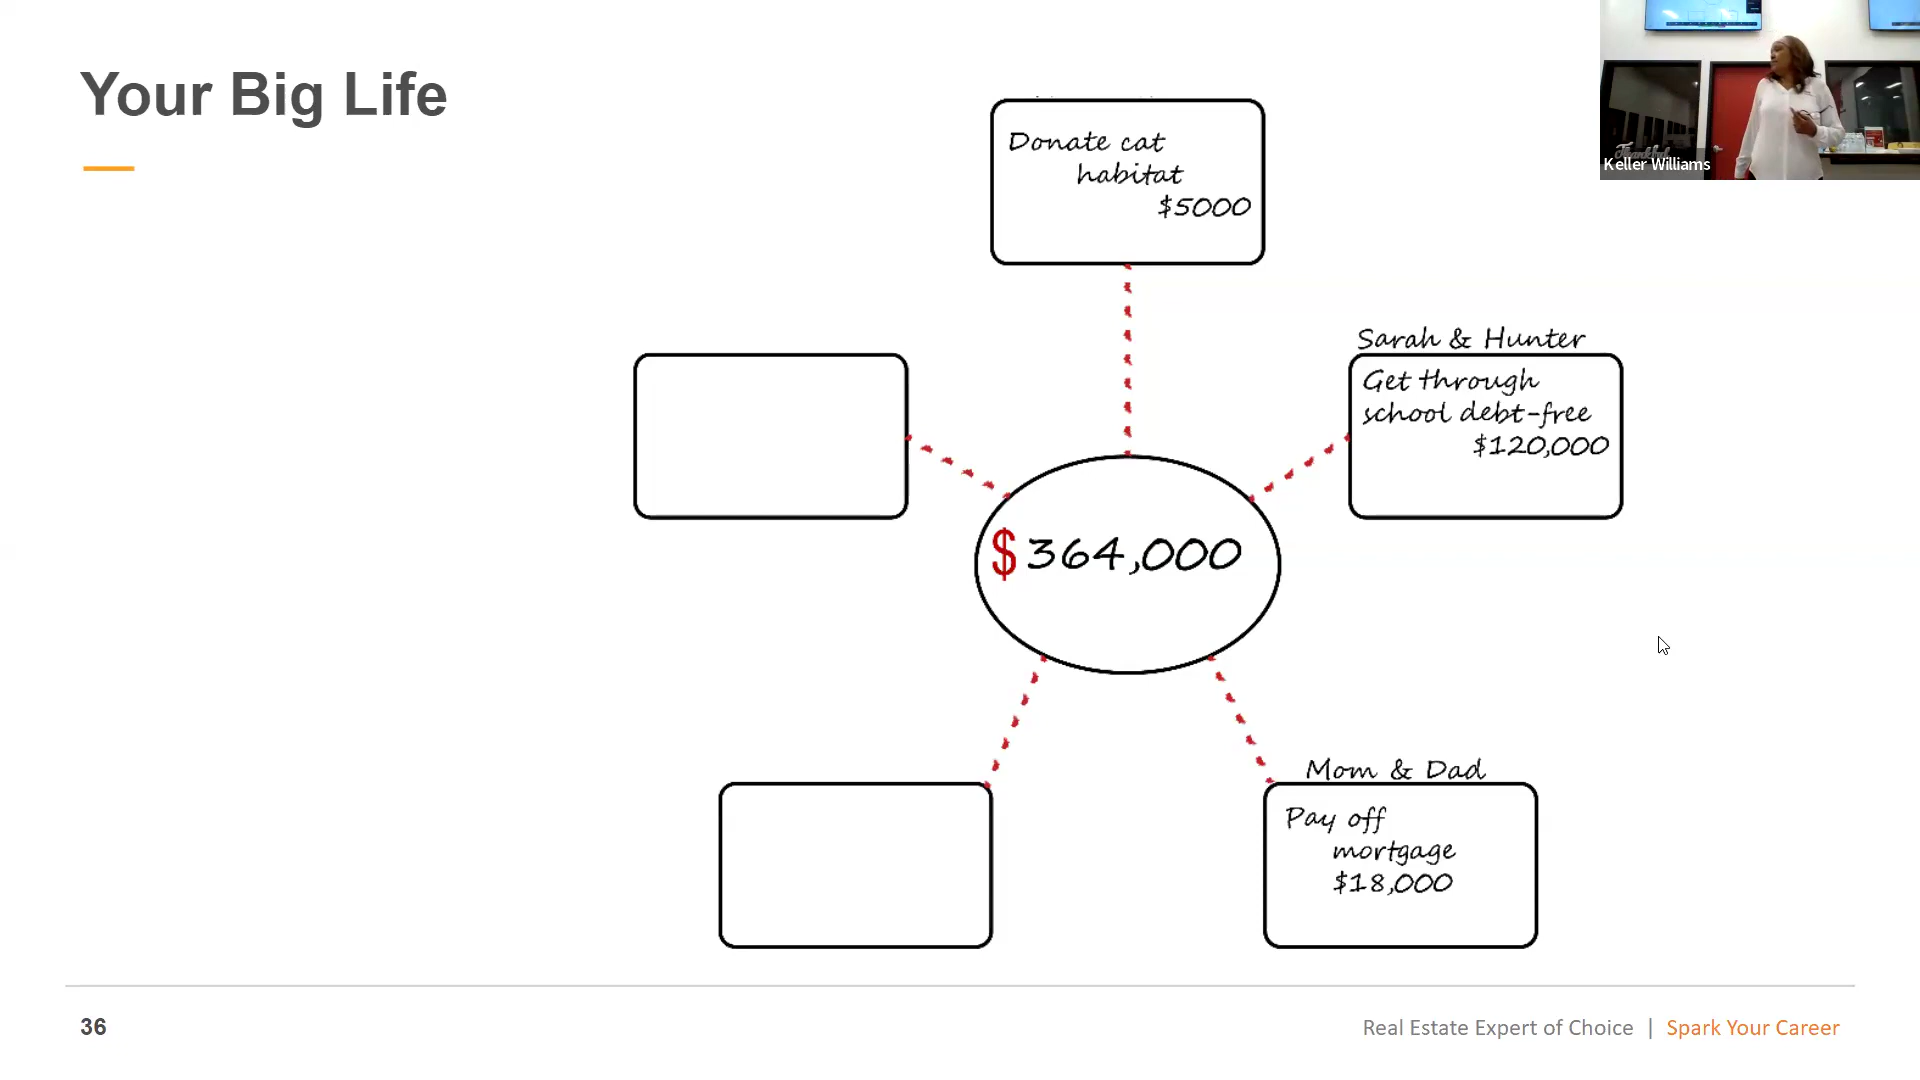 Your Big Life
Donate cat
habitat
$5000
Sarah & Hunter
Get through
school debt-free
$120,000
$364,000
Mom & Dad
Pay off
mortgage
$18,000
Thankful
Keller Williams
36
Real Estate Expert of Choice | Spark Your Career